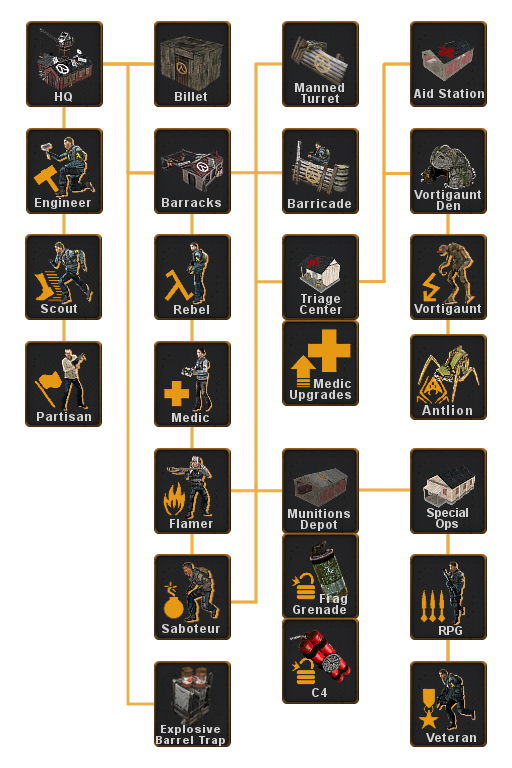 HQ
Billet
Manned
Turret
Aid Station
Engineer
Barracks
Barricade
Vortigaunt
Den
Scout
Rebel
Triage
Center
Vortigaunt
Partisan
Medic
Medic
Upgrades
Antlion
Flamer
Munitions
Depot
Special
Ops
Saboteur
Frag
Grenade
RPG
C4
Explosive
Barrel Trap
Veteran